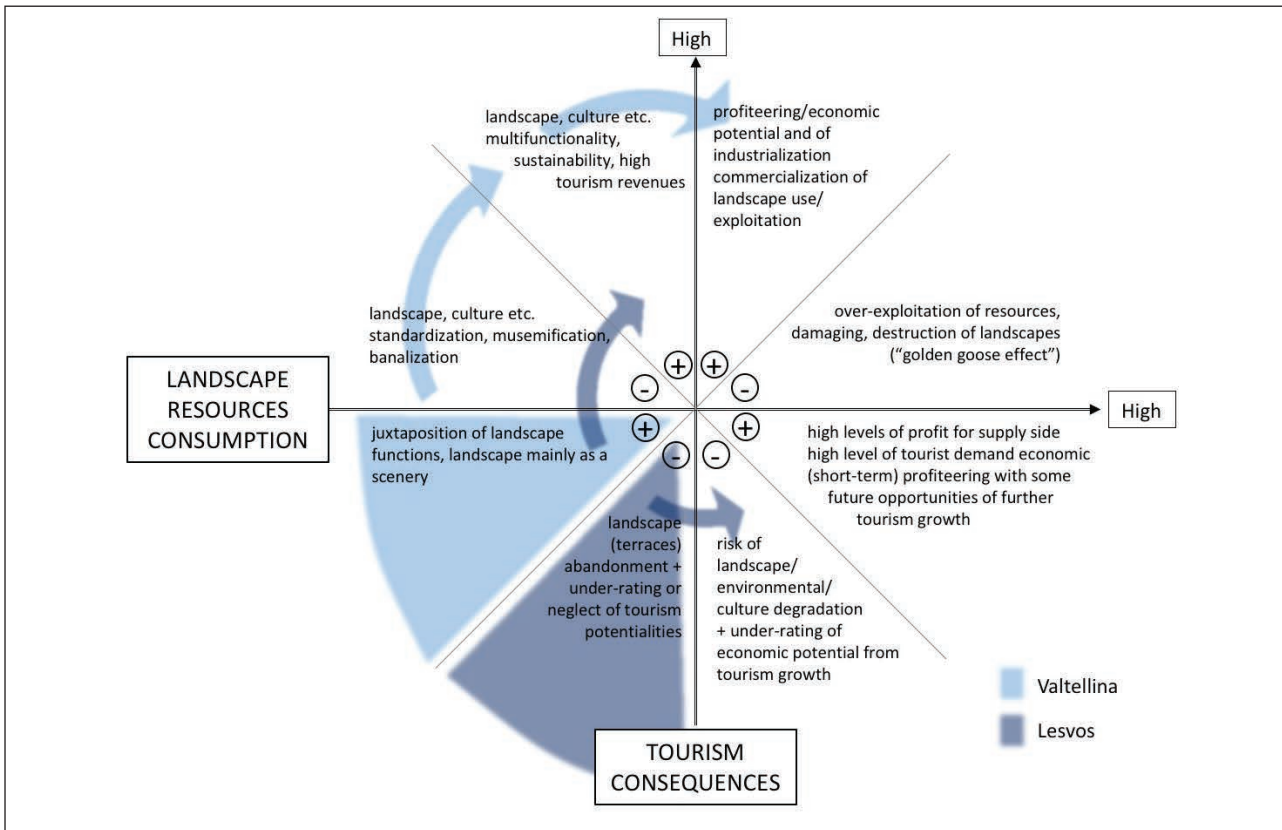 High
landscape, culture etc.
multifunctionality,
sustainability, high
tourism revenues
profiteering/economic
potential and of
industrialization
commercialization of
landscape use/
exploitation
landscape, culture etc.
standardization, musemification,
banalization
over-exploitation of resources,
damaging, destruction of landscapes
(“golden goose effect”)
+ +
- -
LANDSCAPE
RESOURCES
CONSUMPTION
High
+ +
- -
juxtaposition of landscape
functions, landscape mainly as a
scenery
high levels of profit for supply side
high level of tourist demand economic
(short-term) profiteering with some
future opportunities of further
tourism growth
landscape
(terraces)
abandonment +
under-rating or
neglect of tourism
potentialities
risk of
landscape/
environmental/
culture degradation
+ under-rating of
economic potential from
tourism growth
Valtellina
Lesvos
TOURISM
CONSEQUENCES